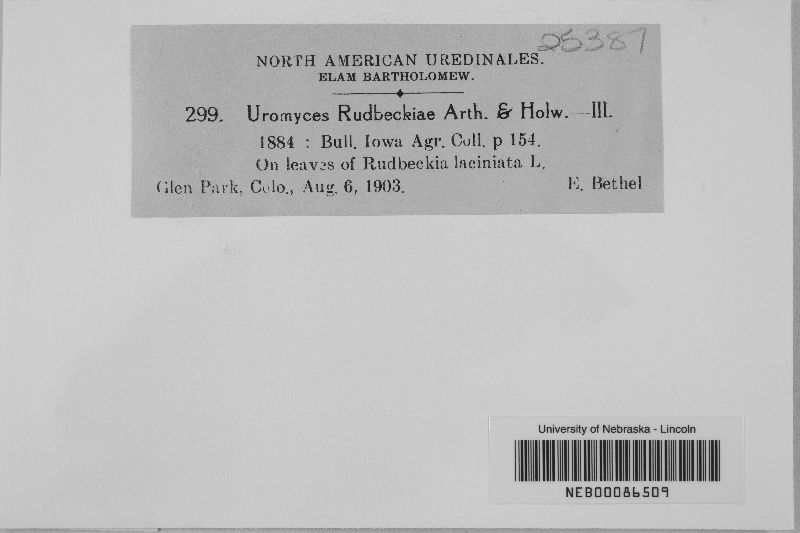 25387
NORTH AMERICAN UREDINALES.
ELAM BARTHOLOMEW.
299. Uromyces Rudbeckiae Arth. & Holw. —III.
1884 : Bull. Iowa Agr. Coll. p 154.
On leaves of Rudbeckia laciniata L.
Glen Park, Colo., Aug. 6, 1903. E. Bethel
University of Nebraska - Lincoln
NEB00086509